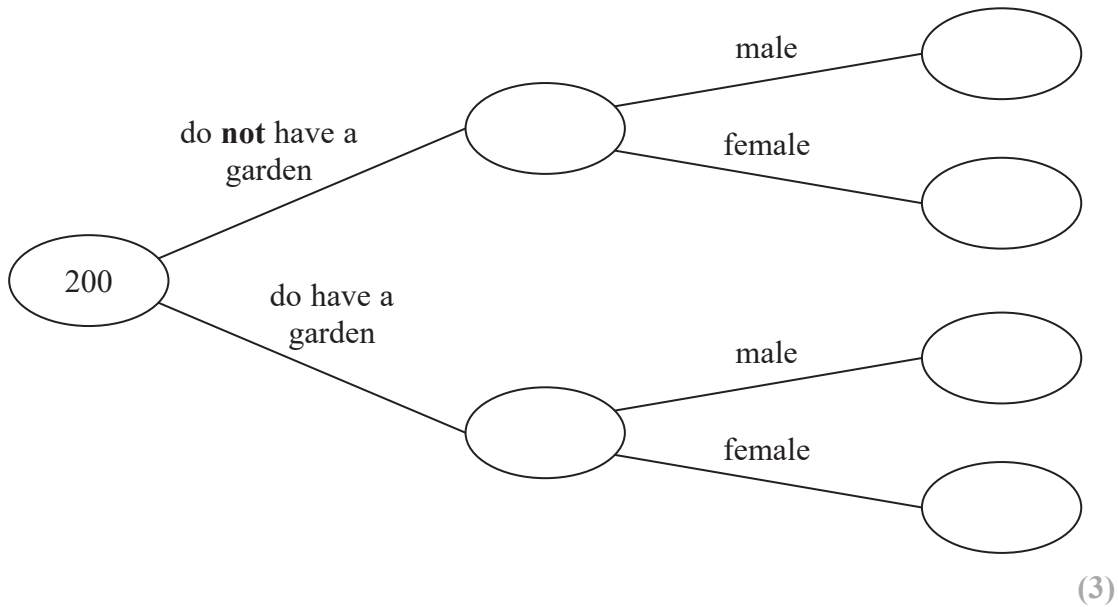 male
do not have a
garden
female
200
do have a
garden
male
female
(3)